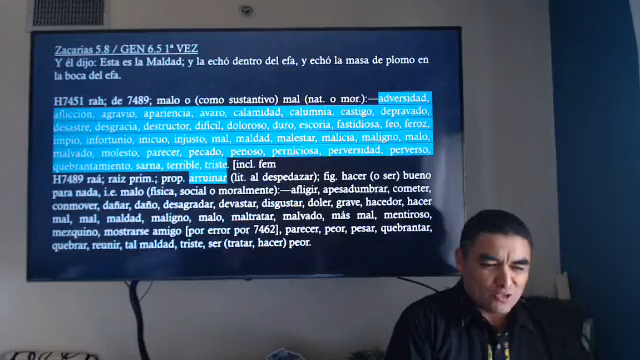 Zacarías 5.8 / GEN 6.5 1ª VEZ
Y él dijo: Esta es la Maldad; y la echó dentro del efa, y echó la masa de plomo en
la boca del efa.
H7451 rah; de 7489; malo o (como sustantivo) mal (nat. o mor.):—adversidad,
aflicción, agravio, apariencia, avaro, calamidad, calumnia, castigo, depravado,
desastre, desgracia, destructor, difícil, doloroso, duro, escoria, fastidiosa, feo, feroz,
impío, infortunio, inicuo, injusto, mal, maldad, malestar, malicia, maligno, malo,
malvado, molesto, parecer, pecado, penoso, perniciosa, perversidad, perverso,
quebrantamiento, sarna, terrible, triste. [incl. fem
H7489 raá; raíz prim.; prop. arruinar (lit. al despedazar); fig. hacer (o ser) bueno
para nada, i.e. malo (física, social o moralmente):—afligir, apesadumbrar, cometer,
conmover, dañar, daño, desagradar, devastar, disgustar, doler, grave, hacedor, hacer
mal, mal, maldad, maligno, malo, maltratar, malvado, más mal, mentiroso,
mezquino, mostrarse amigo [por error por 7462], parecer, peor, pesar, quebrantar,
quebrar, reunir, tal maldad, triste, ser (tratar, hacer) peor.